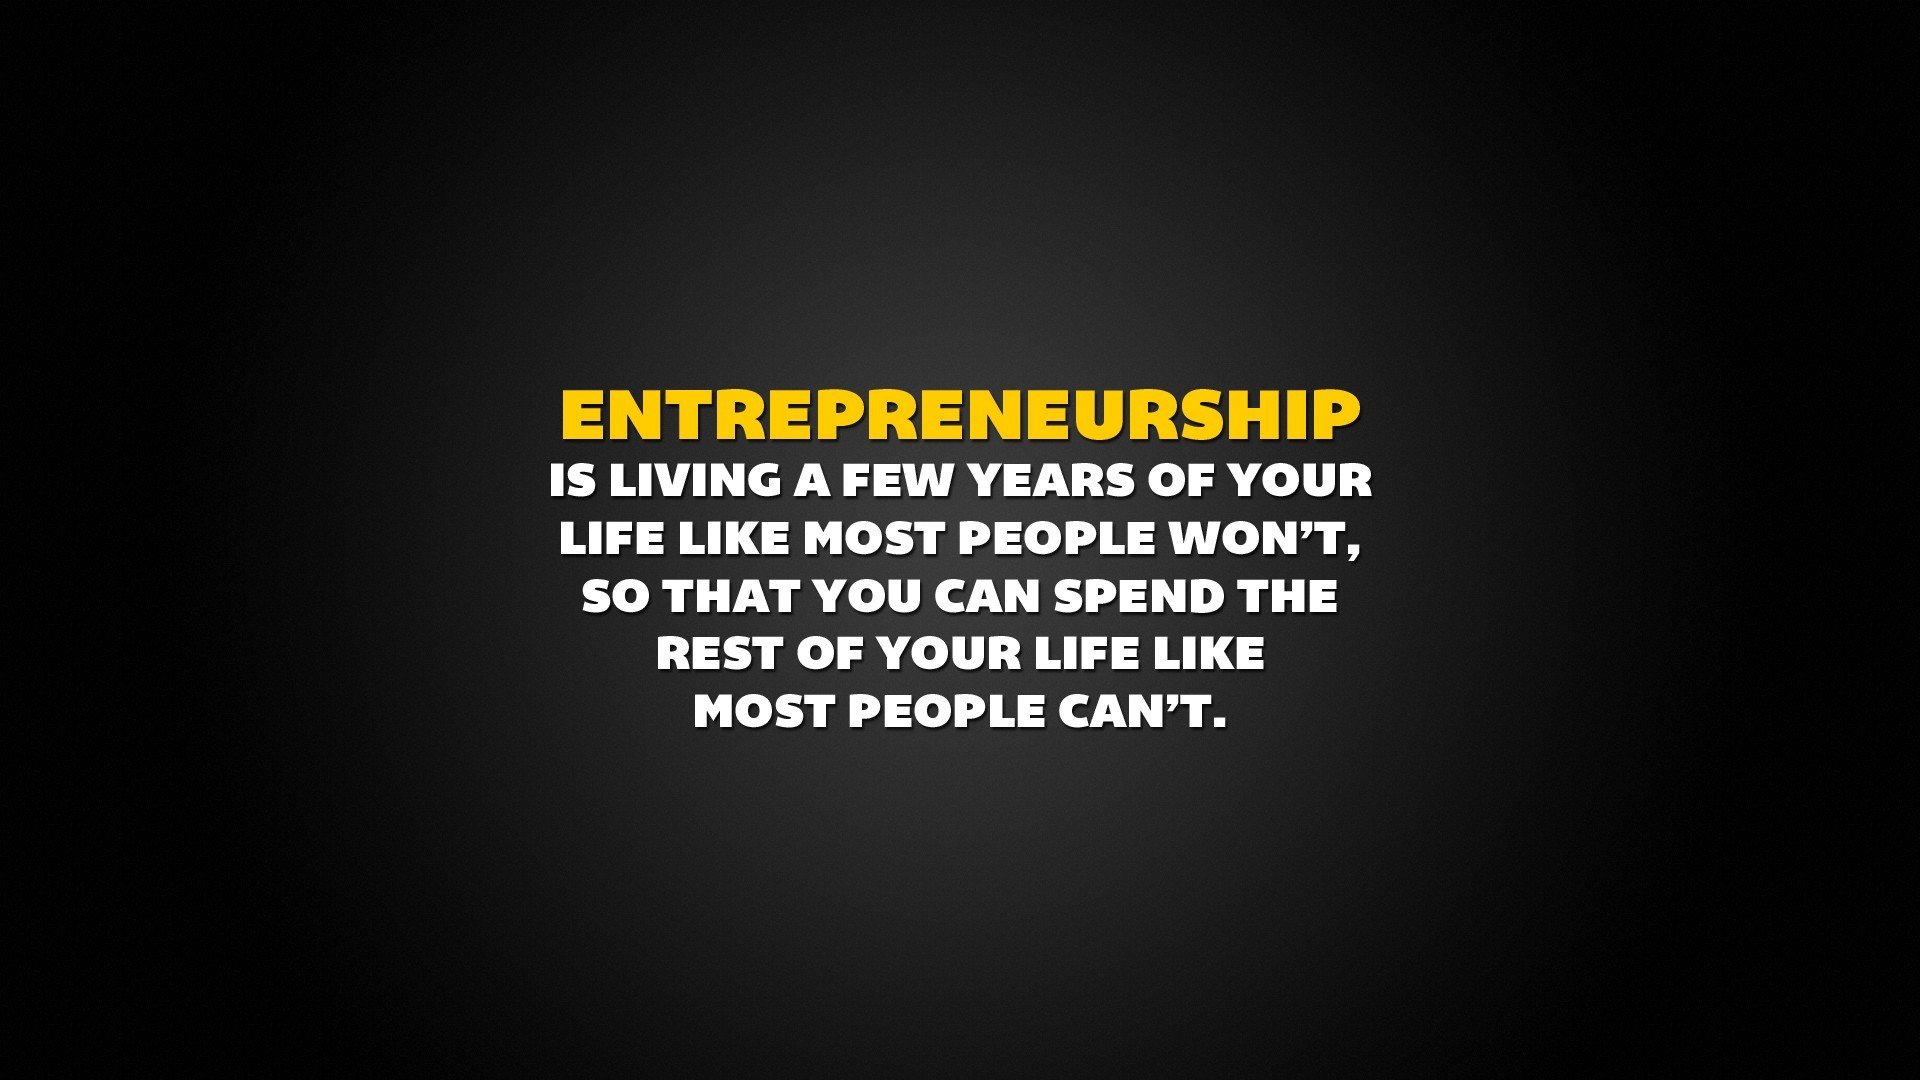 ENTREPRENEURSHIP
IS LIVING A FEW YEARS OF YOUR
LIFE LIKE MOST PEOPLE WON’T,
SO THAT YOU CAN SPEND THE
REST OF YOUR LIFE LIKE
MOST PEOPLE CAN’T.